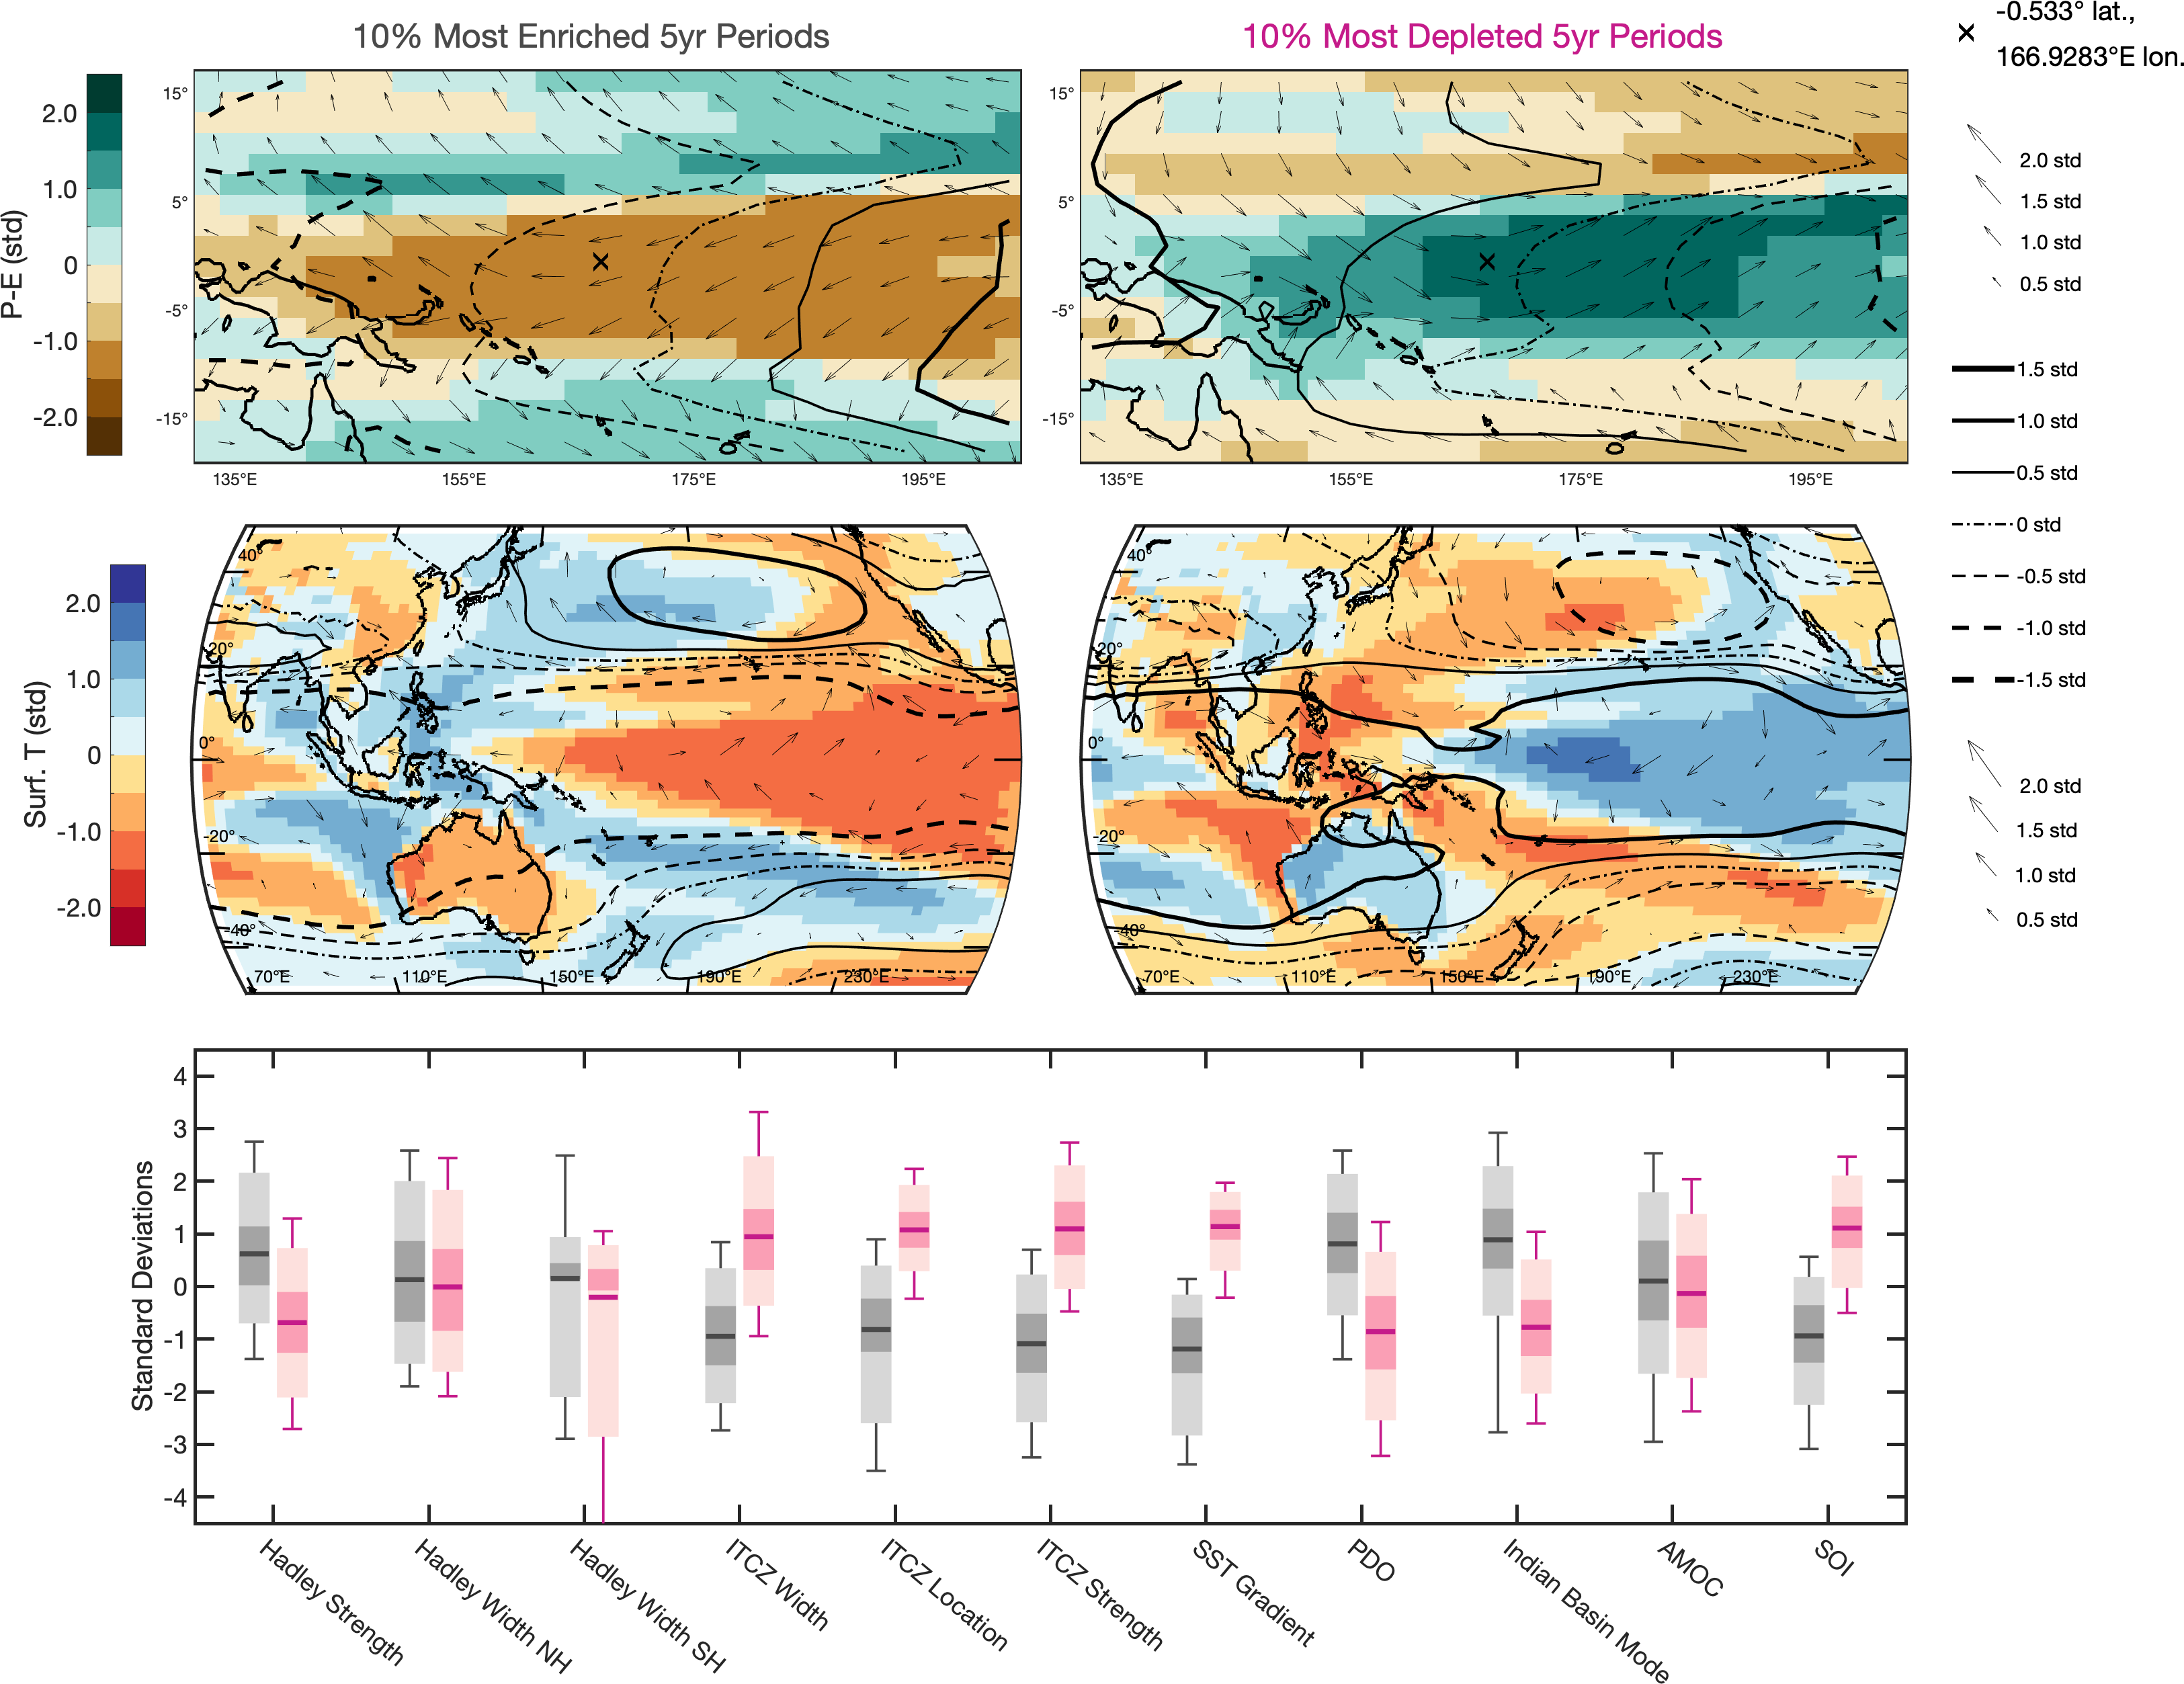 10% Most Enriched 5yr Periods
10% Most Depleted 5yr Periods
-0.533° lat.,
166.9283°E lon.
P-E (std)
2.0
1.0
0
-1.0
-2.0
15°
5°
-5°
-15°
135°E
155°E
175°E
195°E
15°
5°
-5°
-15°
135°E
155°E
175°E
195°E
2.0 std
1.5 std
1.0 std
0.5 std
1.5 std
1.0 std
0.5 std
0 std
-0.5 std
-1.0 std
-1.5 std
2.0 std
1.5 std
1.0 std
0.5 std
Surf. T (std)
2.0
1.0
0
-1.0
-2.0
40°
20°
0°
-20°
-40°
70°E
110°E
150°E
190°E
230°E
40°
20°
0°
-20°
-40°
70°E
110°E
150°E
190°E
230°E
Standard Deviations
4
3
2
1
0
-1
-2
-3
-4
Hadley Strength
Hadley Width NH
Hadley Width SH
ITCZ Width
ITCZ Location
ITCZ Strength
SST Gradient
PDO
Indian Basin Mode
AMOC
SOI